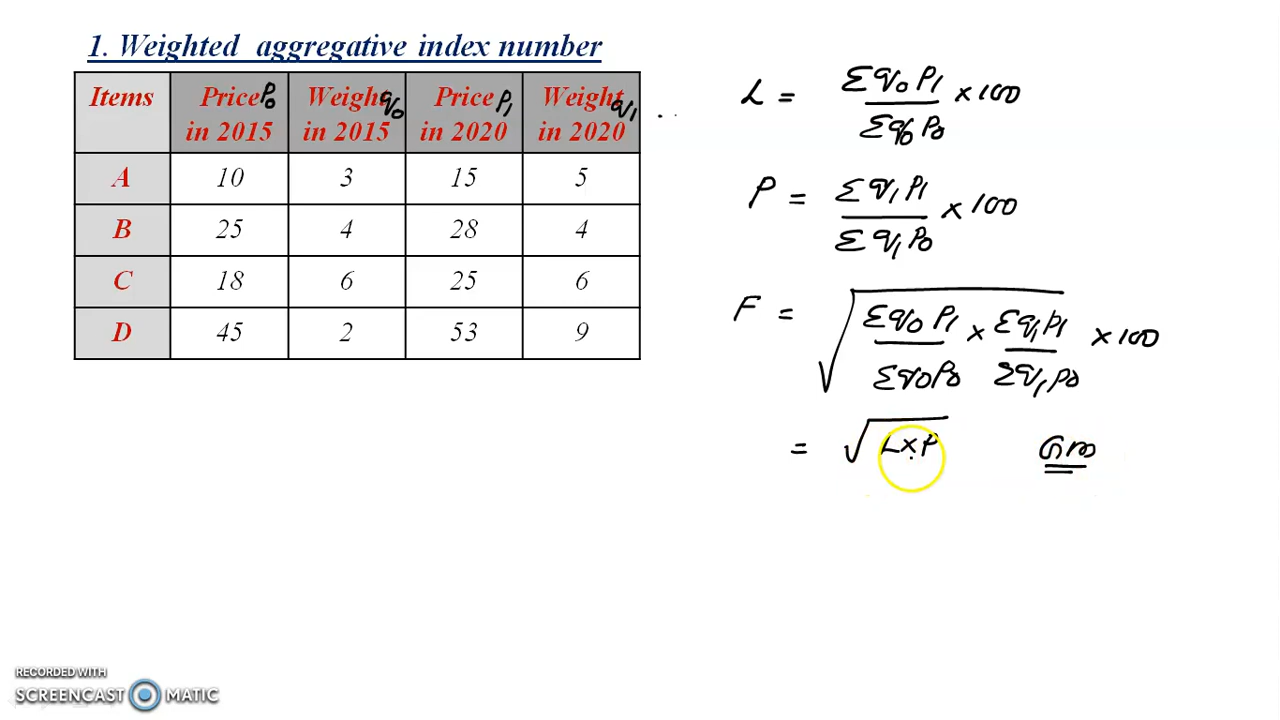 1. Weighted aggregative index number
Items Price p₀ in 2015 Weight q₀ in 2015 Price p₁ in 2020 Weight q₁ in 2020
A 10 3 15 5
B 25 4 28 4
C 18 6 25 6
D 45 2 53 9
L = Σq₀p₁ / Σq₀p₀ × 100
P = Σq₁p₁ / Σq₁p₀ × 100
F = √(Σq₀p₁ / Σq₀p₀ × Σq₁p₁ / Σq₁p₀) × 100
= √(L×P) Gm
RECORDED WITH
SCREENCAST MATIC